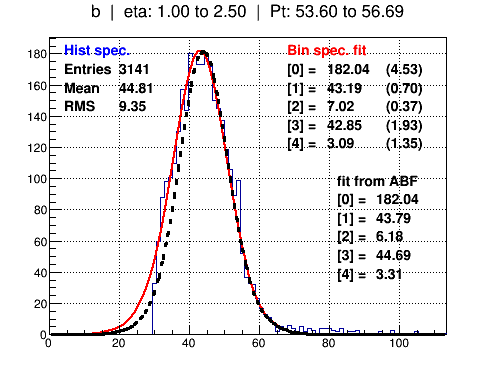 b | eta: 1.00 to 2.50 | Pt: 53.60 to 56.69
Hist spec.
Entries 3141
Mean 44.81
RMS 9.35
Bin spec. fit
[0] = 182.04 (4.53)
[1] = 43.19 (0.70)
[2] = 7.02 (0.37)
[3] = 42.85 (1.93)
[4] = 3.09 (1.35)
fit from ABF
[0] = 182.04
[1] = 43.79
[2] = 6.18
[3] = 44.69
[4] = 3.31
180
160
140
120
100
80
60
40
20
0
0 20 40 60 80 100